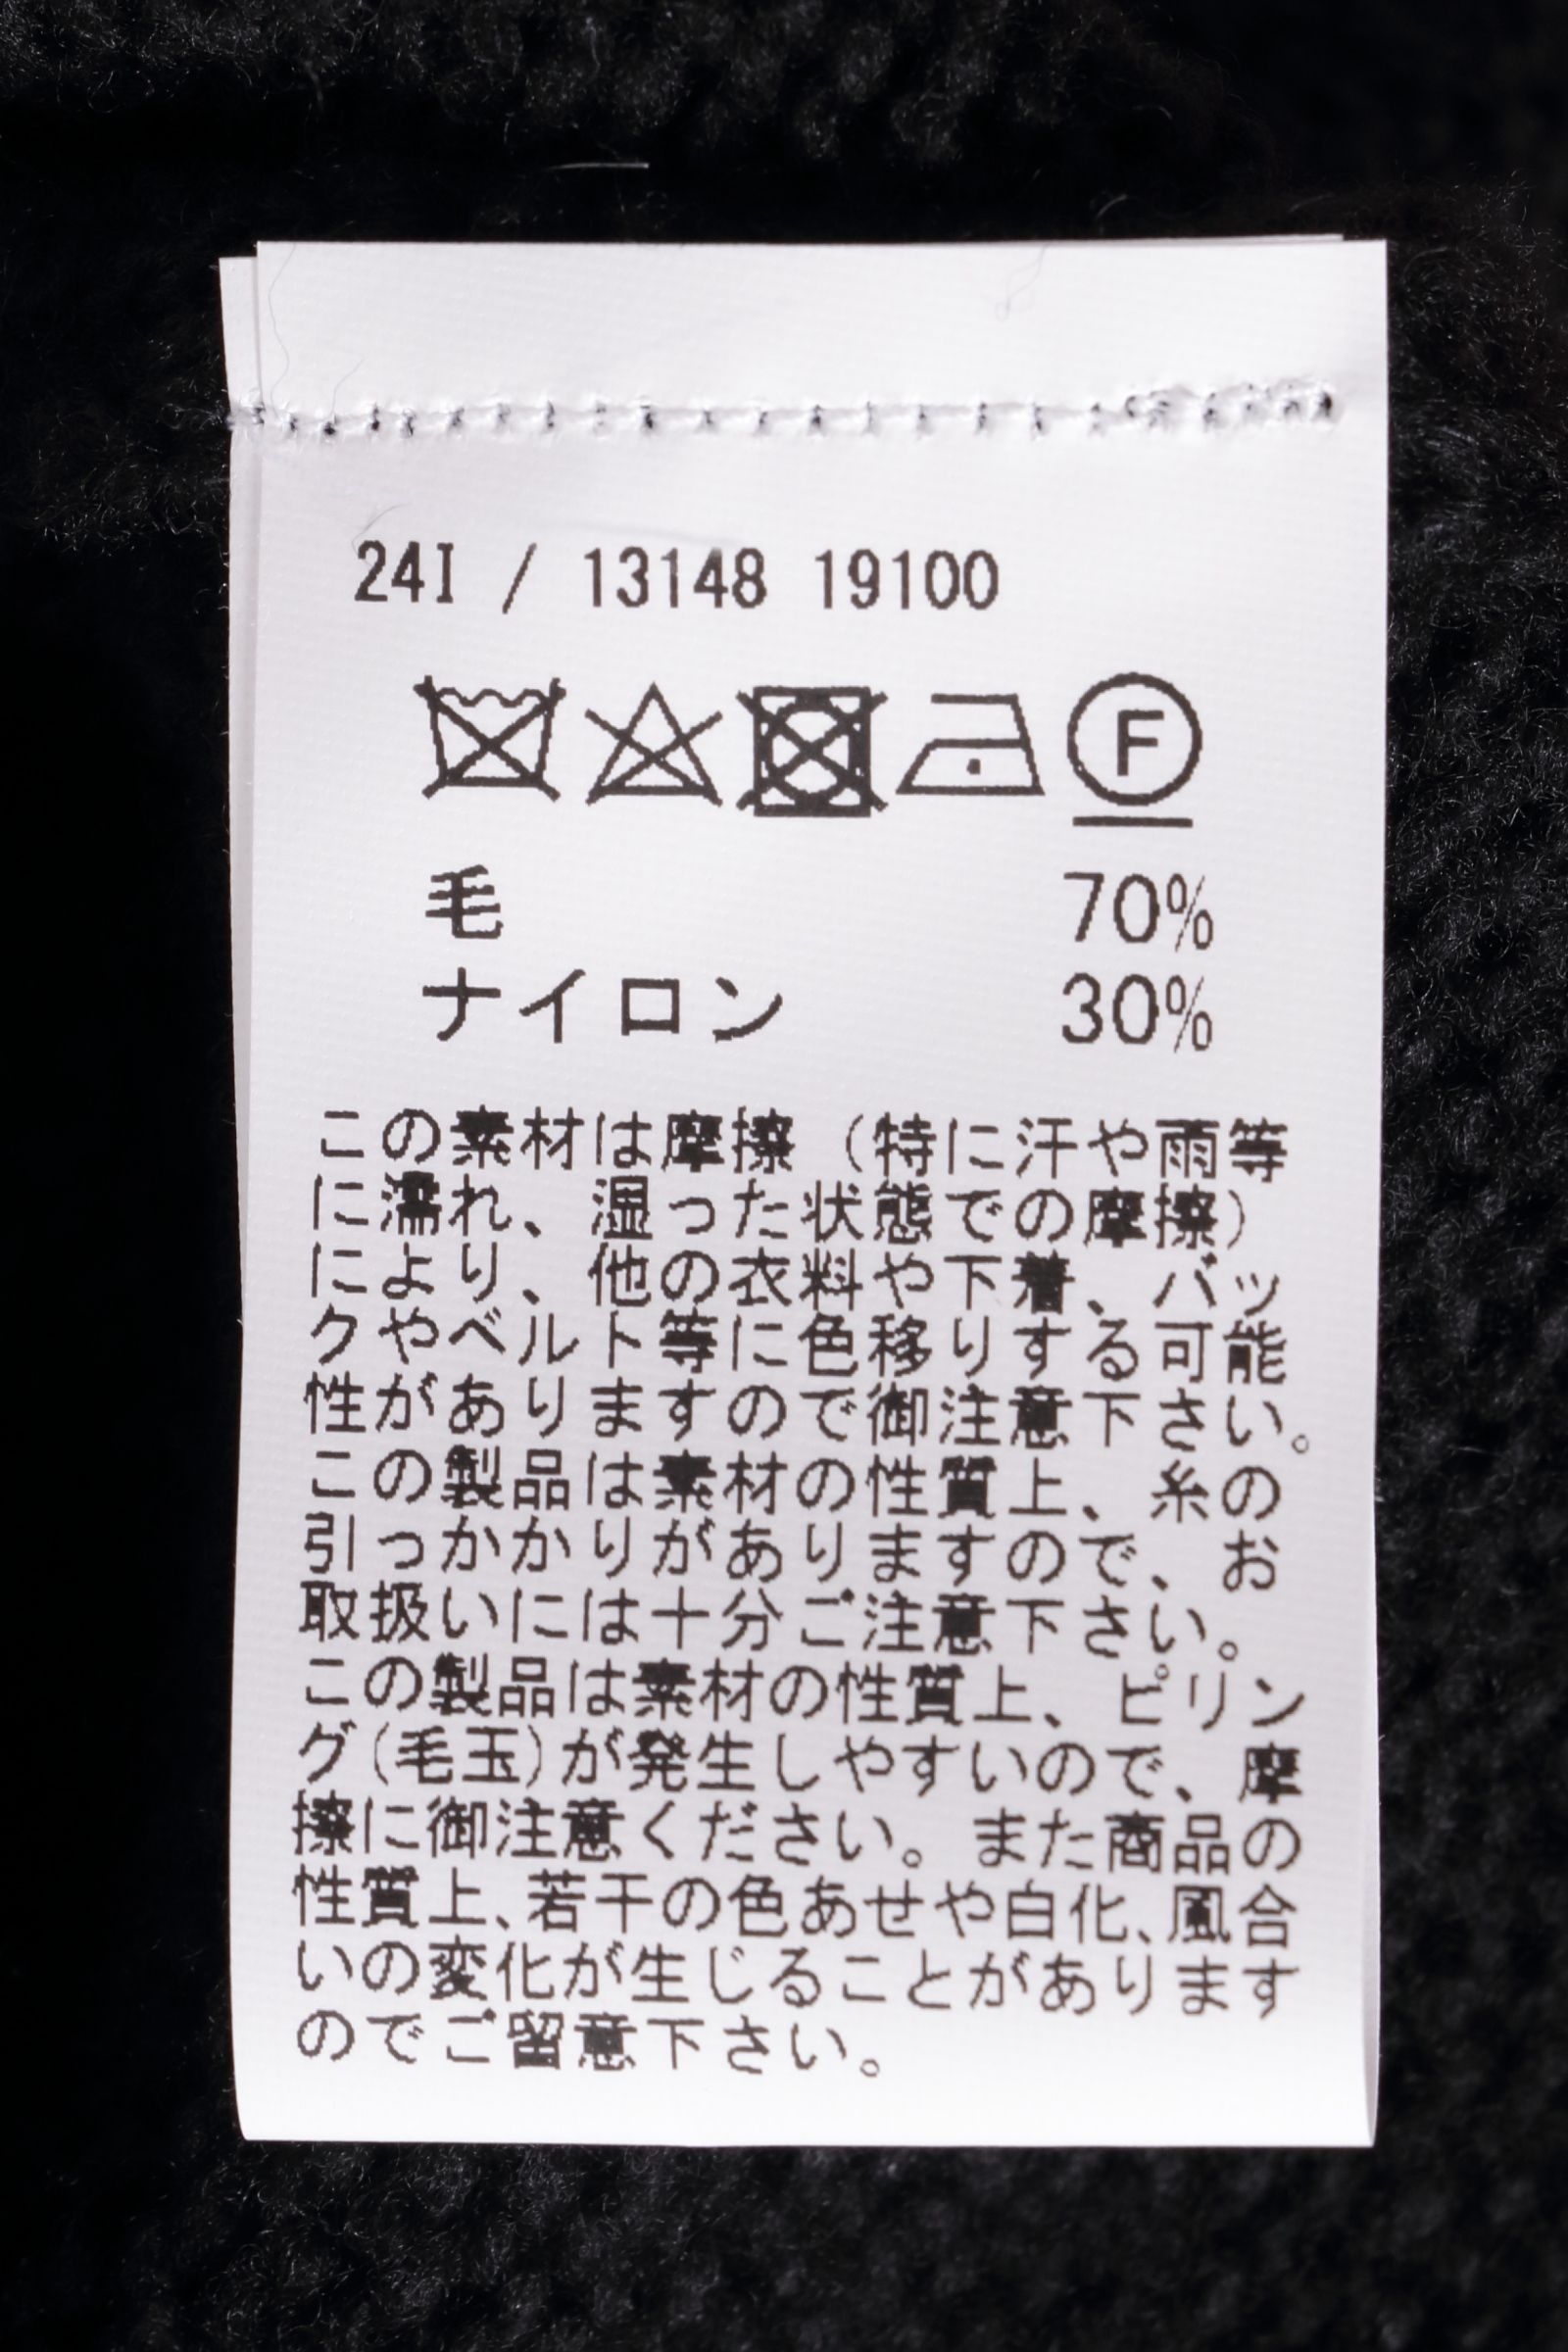 24I / 13148 19100
F
毛 70%
ナイロン 30%
この素材は摩擦（特に汗や雨等
に濡れ、湿った状態での摩擦）
により、他の衣料や下着、バッ
クやベルト等に色移りする可能
性がありますので御注意下さい。
この製品は素材の性質上、糸の
引っかかりがありますので、お
取扱いには十分ご注意下さい。
この製品は素材の性質上、ピリン
グ(毛玉)が発生しやすいので、摩
擦に御注意ください。また商品の
性質上、若干の色あせや白化、風合
いの変化が生じることがあります
のでご留意下さい。